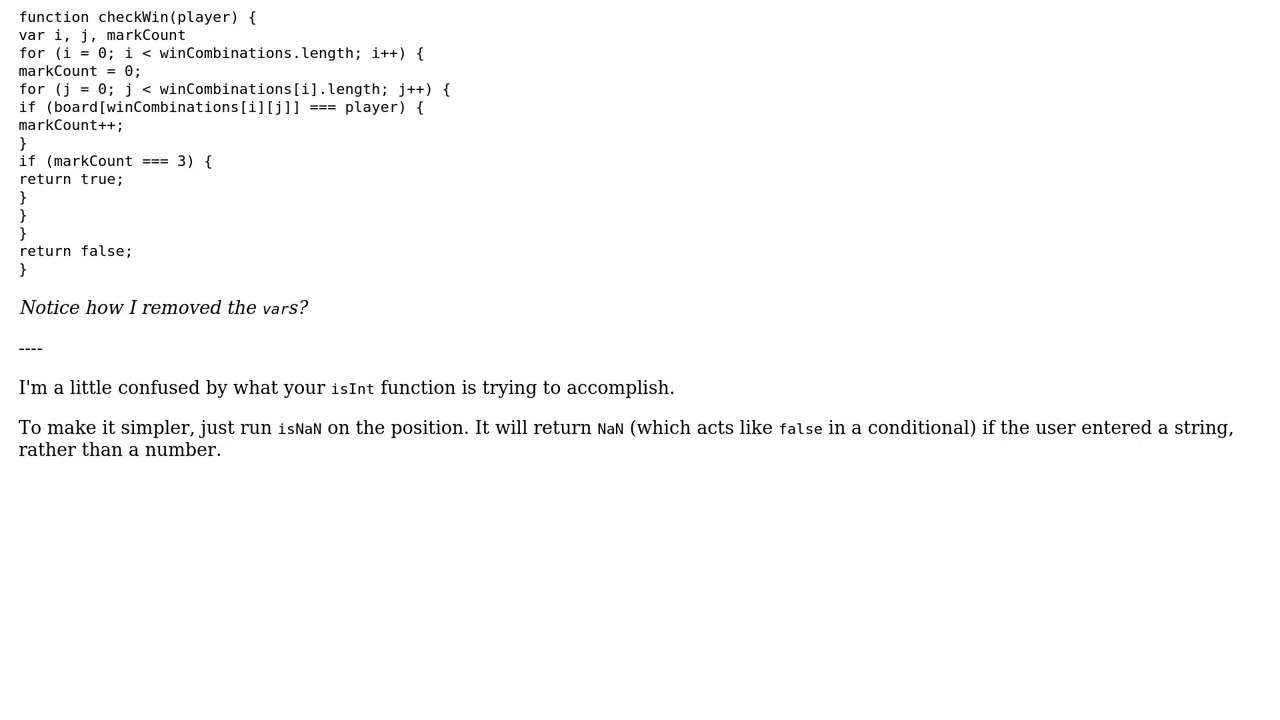 function checkWin(player) {
var i, j, markCount
for (i = 0; i < winCombinations.length; i++) {
markCount = 0;
for (j = 0; j < winCombinations[i].length; j++) {
if (board[winCombinations[i][j]] === player) {
markCount++;
}
if (markCount === 3) {
return true;
}
}
}
return false;
}
Notice how I removed the vars?
----
I'm a little confused by what your isInt function is trying to accomplish.
To make it simpler, just run isNaN on the position. It will return NaN (which acts like false in a conditional) if the user entered a string,
rather than a number.